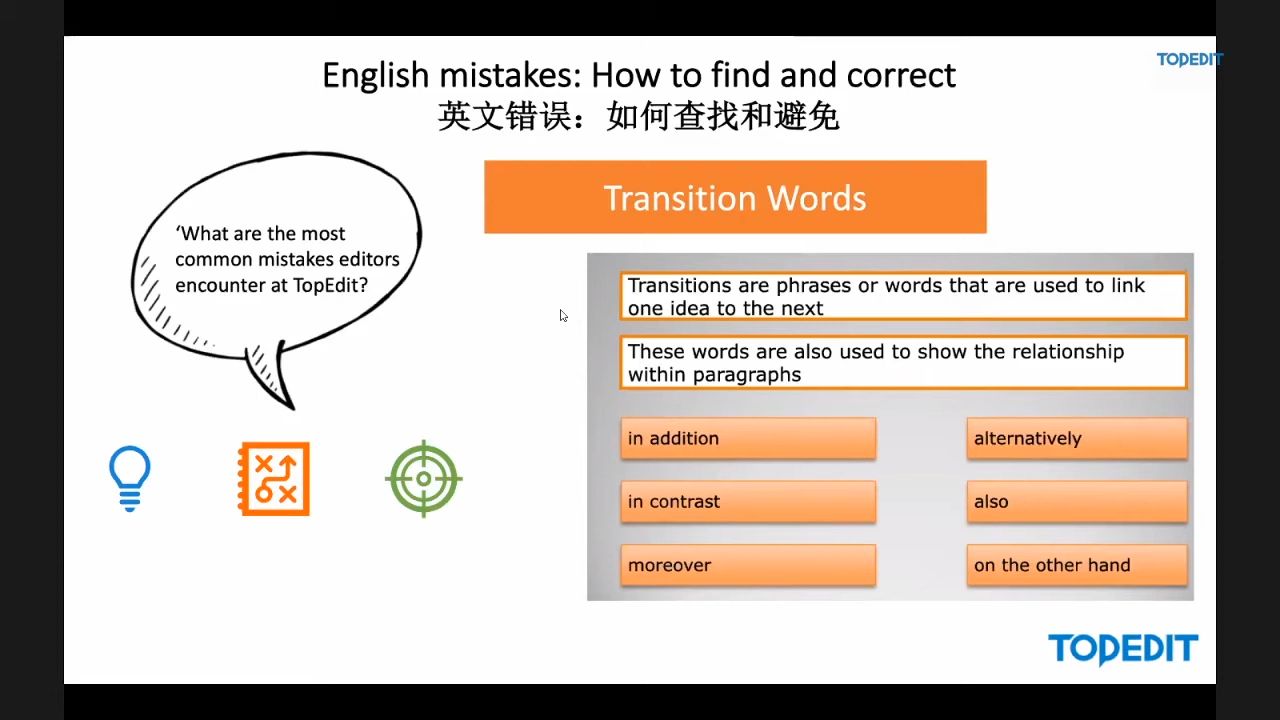 TOPEDIT
English mistakes: How to find and correct
英文错误：如何查找和避免
Transition Words
‘What are the most
common mistakes editors
encounter at TopEdit?
Transitions are phrases or words that are used to link
one idea to the next
These words are also used to show the relationship
within paragraphs
in addition
alternatively
in contrast
also
moreover
on the other hand
TOPEDIT